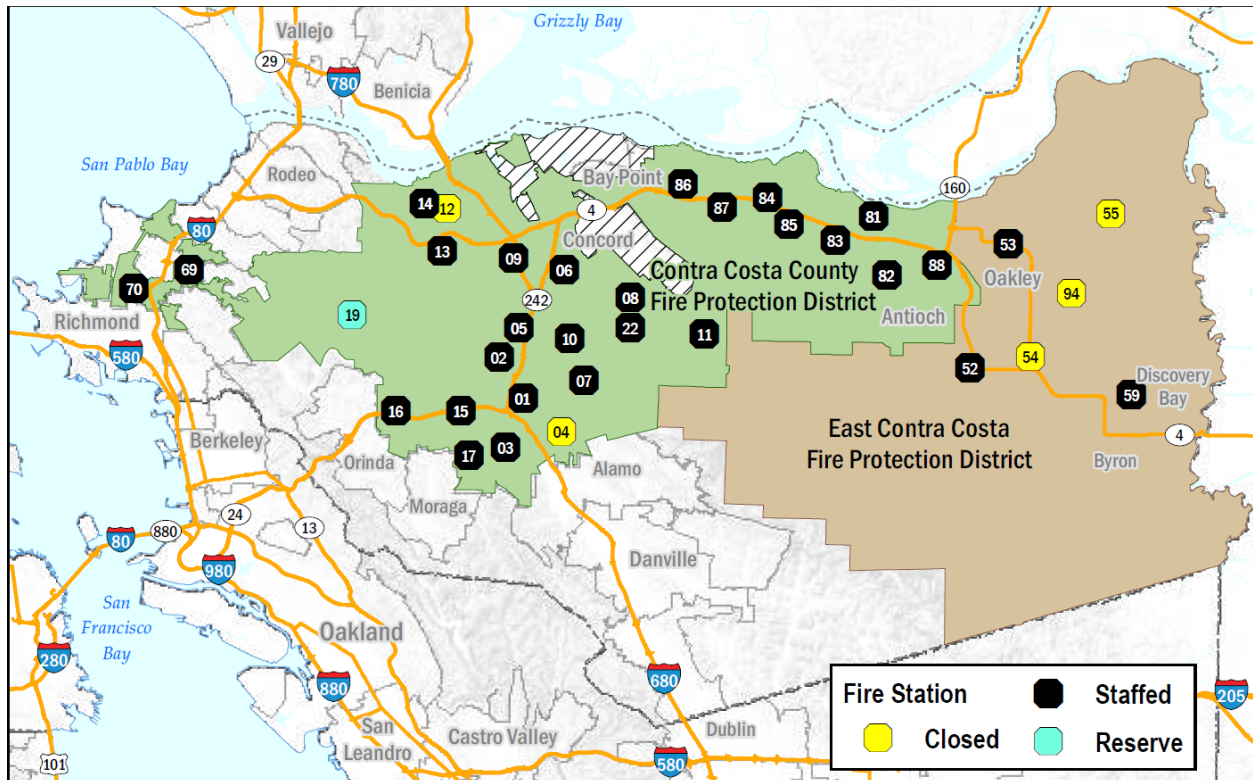 Grizzly Bay
Vallejo
29
780
Benicia
San Pablo Bay
Rodeo
Bay Point
86
84
160
14
12
87
81
55
4
85
80
Concord
83
53
13
09
06
Contra Costa County
Fire Protection District
88
Oakley
69
82
70
242
08
94
Richmond
19
22
Antioch
05
10
11
580
02
54
52
07
Discovery
Bay
59
01
16
15
04
East Contra Costa
Fire Protection District
4
Berkeley
03
Orinda
17
Alamo
Byron
Moraga
24
880
13
80
Danville
980
San
Francisco
Bay
Oakland
280
880
680
Fire Station
Staffed
Closed
Reserve
205
San
Leandro
Castro Valley
Dublin
580
101